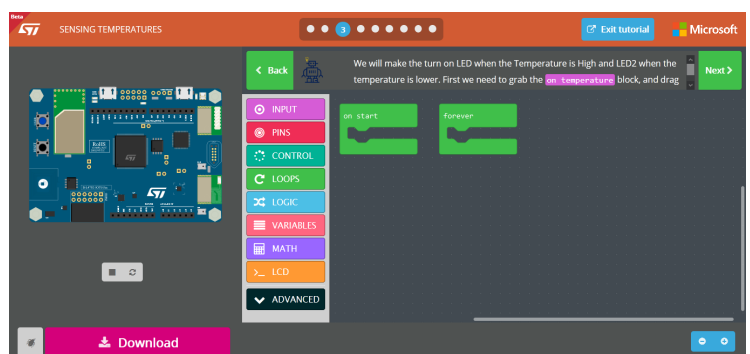 Beta
SENSING TEMPERATURES
3
Exit tutorial
Microsoft
Back
We will make the turn on LED when the Temperature is High and LED2 when the
temperature is lower. First we need to grab the on temperature block, and drag
Next
INPUT
PINS
CONTROL
LOOPS
LOGIC
VARIABLES
MATH
>_ LCD
ADVANCED
on start
forever
RoHS
Download